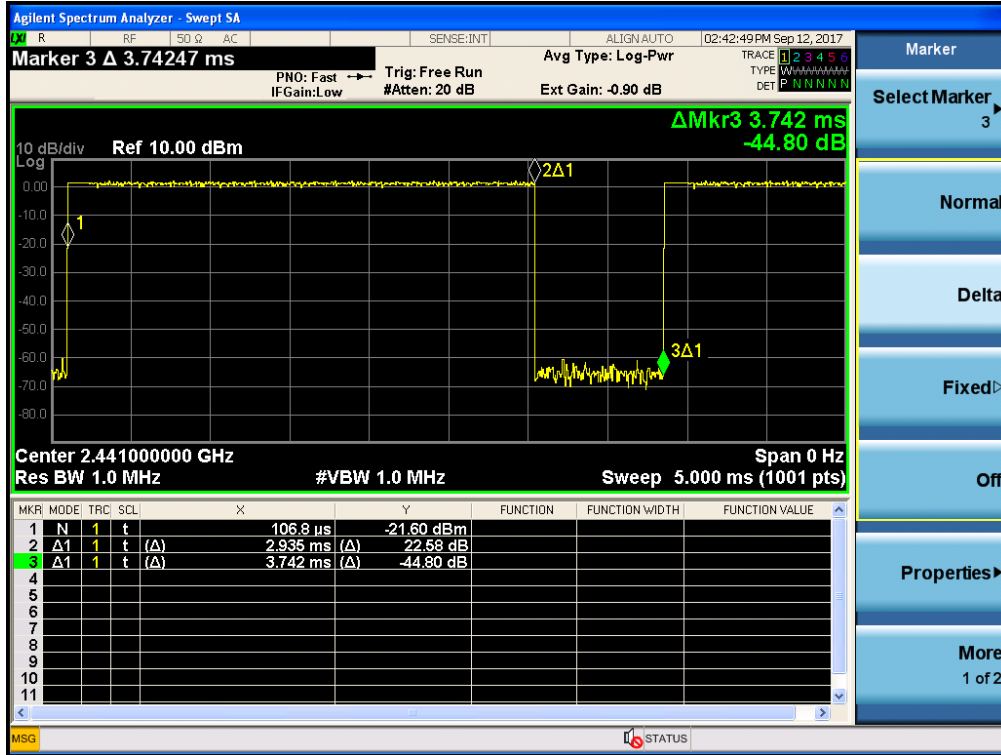 Agilent Spectrum Analyzer - Swept SA
LXI R RF 50 Ω AC SENSE:INT ALIGN AUTO 02:42:49 PM Sep 12, 2017
Marker 3 Δ 3.74247 ms
PNO: Fast
IFGain:Low
Trig: Free Run
#Atten: 20 dB
Avg Type: Log-Pwr
Ext Gain: -0.90 dB
TRACE 1 2 3 4 5 6
TYPE W
DET P N N N N N
ΔMkr3 3.742 ms
-44.80 dB
10 dB/div Ref 10.00 dBm
Log
0.00
-10.0
-20.0
-30.0
-40.0
-50.0
-60.0
-70.0
-80.0
1
2Δ1
3Δ1
Center 2.441000000 GHz Span 0 Hz
Res BW 1.0 MHz #VBW 1.0 MHz Sweep 5.000 ms (1001 pts)
MKR MODE TRC SCL X Y FUNCTION FUNCTION WIDTH FUNCTION VALUE
1 N 1 t 106.8 µs -21.60 dBm
2 Δ1 1 t (Δ) 2.935 ms (Δ) 22.58 dB
3 Δ1 1 t (Δ) 3.742 ms (Δ) -44.80 dB
4
5
6
7
8
9
10
11
MSG STATUS
Marker
Select Marker
3
Normal
Delta
Fixed
Off
Properties
More
1 of 2